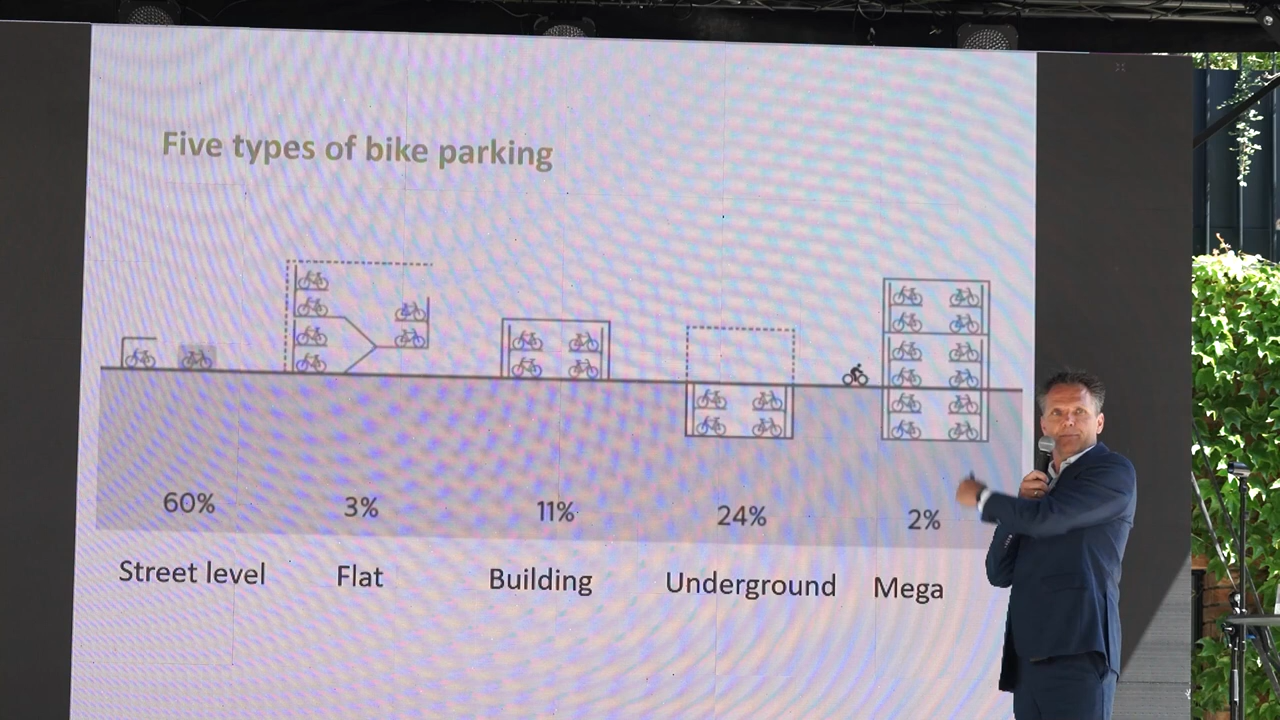 Five types of bike parking
60% 3% 11% 24% 2%
Street level Flat Building Underground Mega